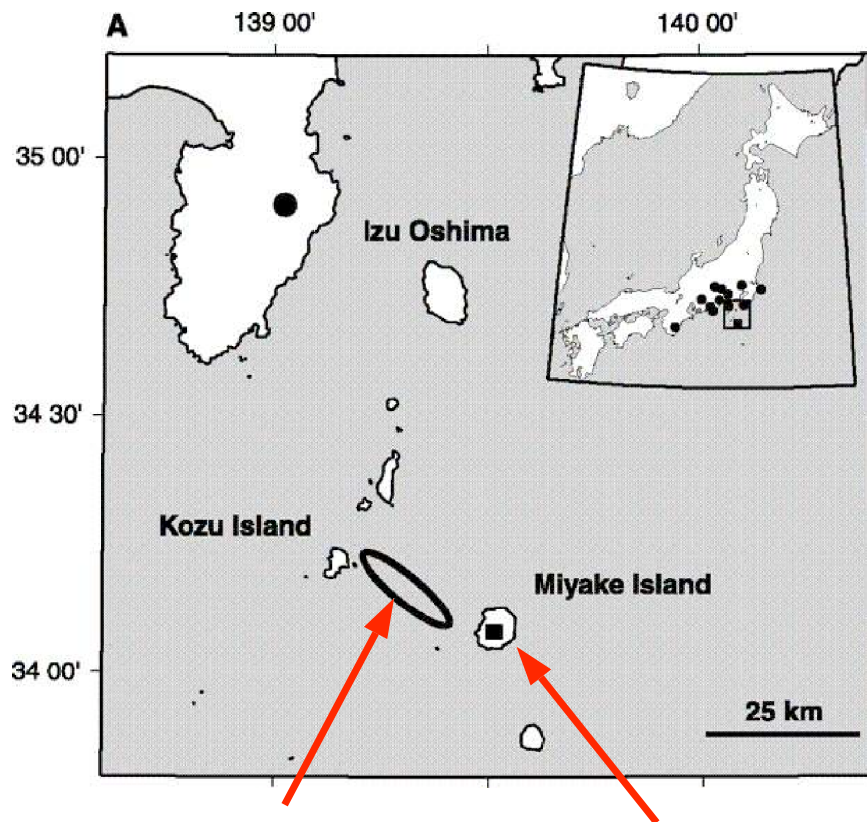 A
139 00'
140 00'
35 00'
Izu Oshima
34 30'
Kozu Island
Miyake Island
34 00'
25 km